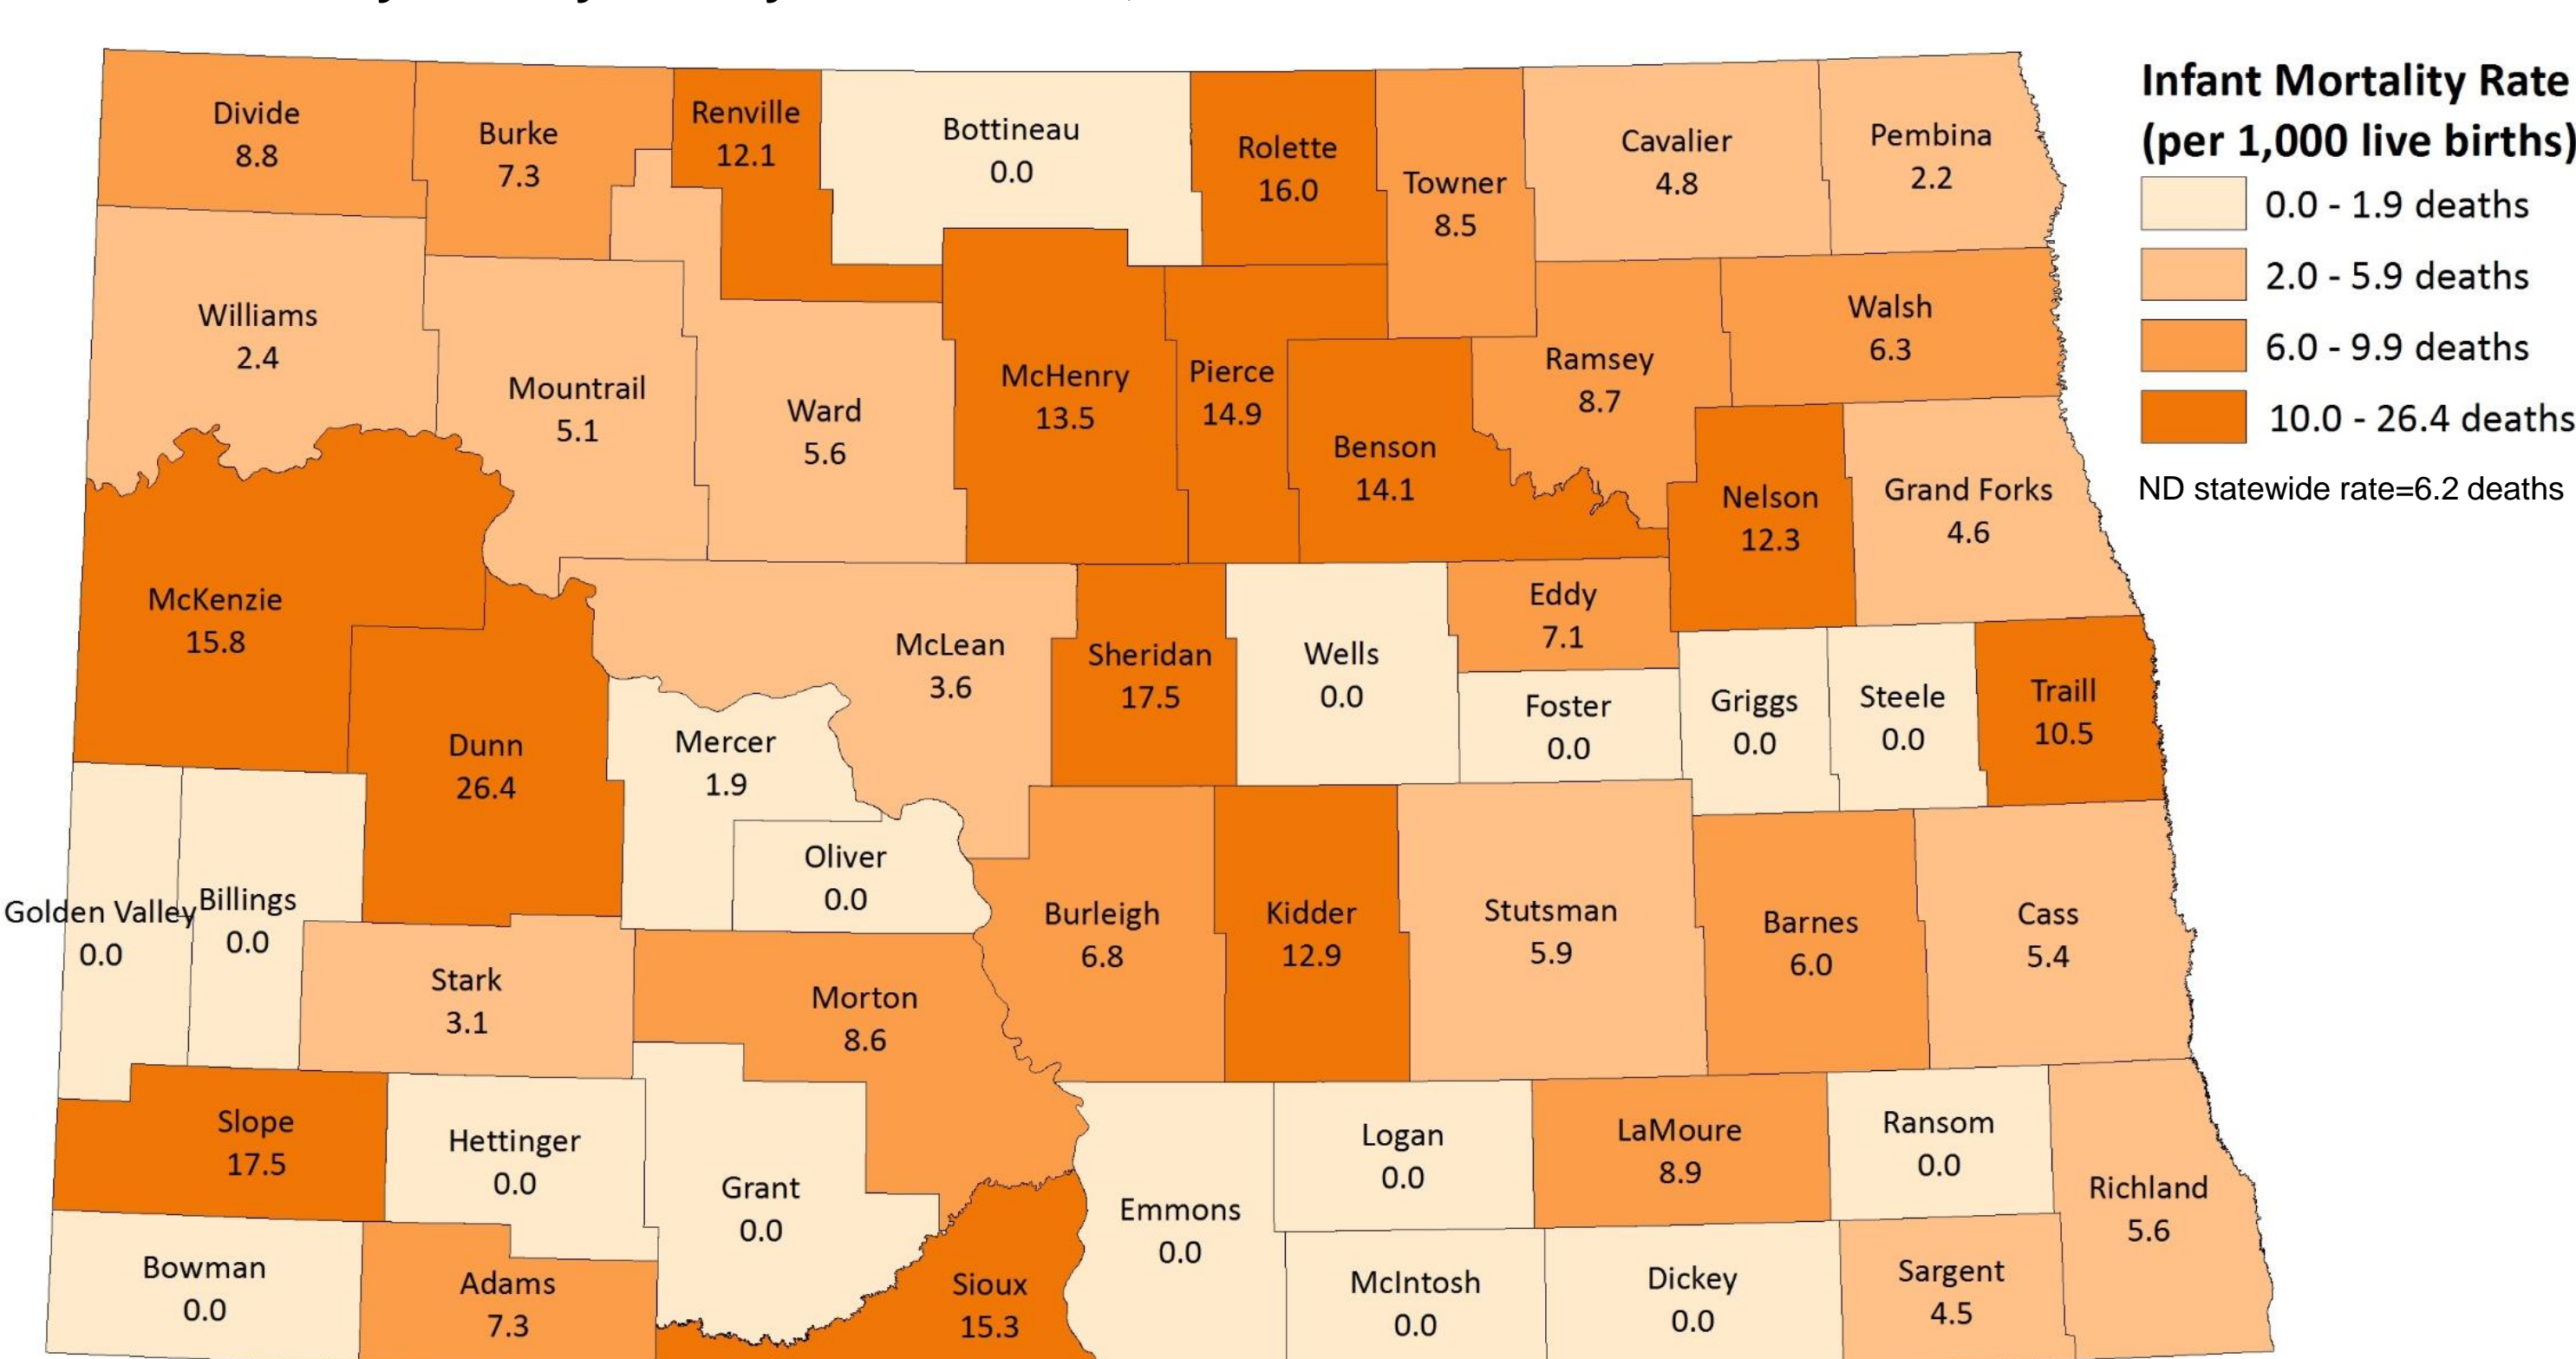 Divide
8.8
Burke
7.3
Renville
12.1
Bottineau
0.0
Rolette
16.0
Towner
8.5
Cavalier
4.8
Pembina
2.2
Infant Mortality Rate
(per 1,000 live births)
0.0 - 1.9 deaths
2.0 - 5.9 deaths
6.0 - 9.9 deaths
10.0 - 26.4 deaths
ND statewide rate=6.2 deaths
Williams
2.4
Mountrail
5.1
Ward
5.6
McHenry
13.5
Pierce
14.9
Benson
14.1
Ramsey
8.7
Walsh
6.3
Nelson
12.3
Grand Forks
4.6
McKenzie
15.8
Dunn
26.4
McLean
3.6
Mercer
1.9
Oliver
0.0
Sheridan
17.5
Wells
0.0
Eddy
7.1
Foster
0.0
Griggs
0.0
Steele
0.0
Traill
10.5
Golden Valley
0.0
Billings
0.0
Stark
3.1
Morton
8.6
Burleigh
6.8
Kidder
12.9
Stutsman
5.9
Barnes
6.0
Cass
5.4
Slope
17.5
Hettinger
0.0
Grant
0.0
Emmons
0.0
Logan
0.0
LaMoure
8.9
Ransom
0.0
Richland
5.6
Bowman
0.0
Adams
7.3
Sioux
15.3
McIntosh
0.0
Dickey
0.0
Sargent
4.5